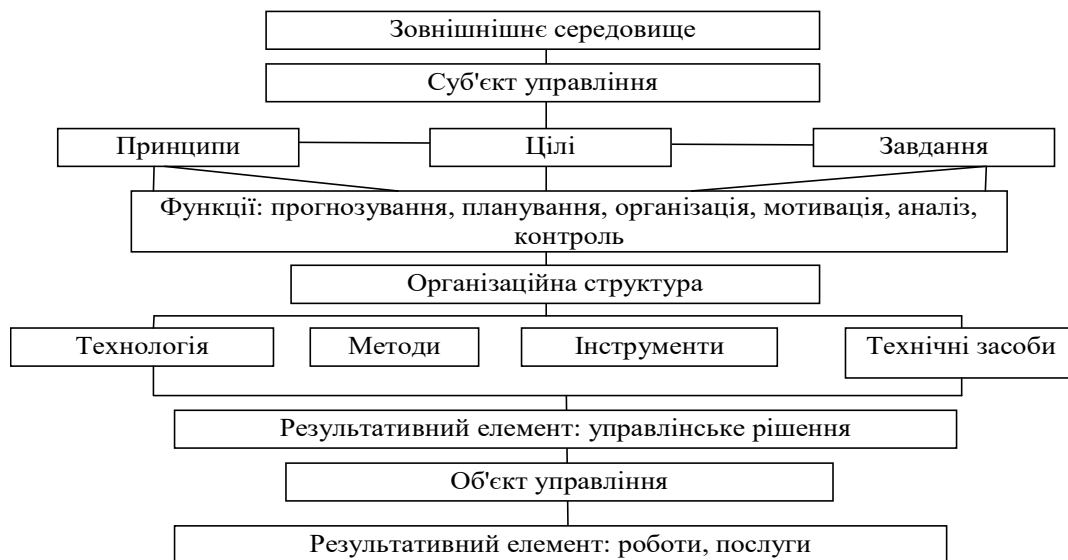 Зовнішнішнє середовище
Суб'єкт управління
Принципи
Цілі
Завдання
Функції: прогнозування, планування, організація, мотивація, аналіз,
контроль
Організаційна структура
Технологія
Методи
Інструменти
Технічні засоби
Результативний елемент: управлінське рішення
Об'єкт управління
Результативний елемент: роботи, послуги